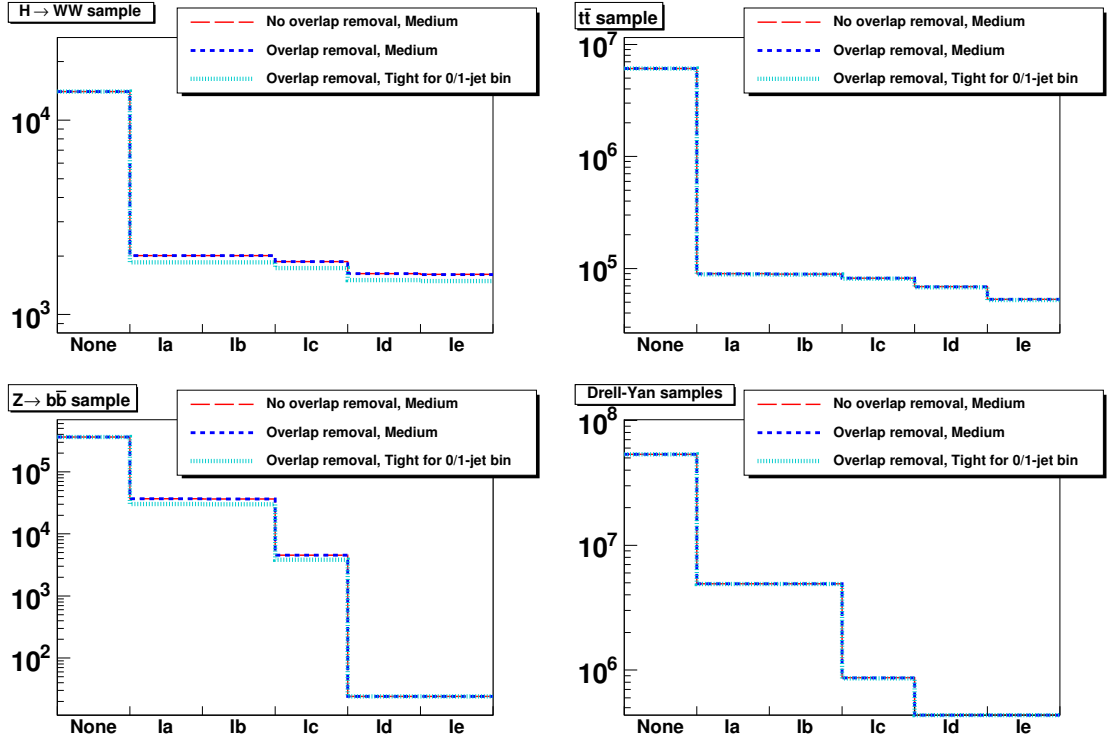 H → WW sample
No overlap removal, Medium
Overlap removal, Medium
Overlap removal, Tight for 0/1-jet bin
10⁴
10³
None Ia Ib Ic Id Ie
tt̄ sample
No overlap removal, Medium
Overlap removal, Medium
Overlap removal, Tight for 0/1-jet bin
10⁷
10⁶
10⁵
None Ia Ib Ic Id Ie
Z→ bb̄ sample
No overlap removal, Medium
Overlap removal, Medium
Overlap removal, Tight for 0/1-jet bin
10⁵
10⁴
10³
10²
None Ia Ib Ic Id Ie
Drell-Yan samples
No overlap removal, Medium
Overlap removal, Medium
Overlap removal, Tight for 0/1-jet bin
10⁸
10⁷
10⁶
None Ia Ib Ic Id Ie